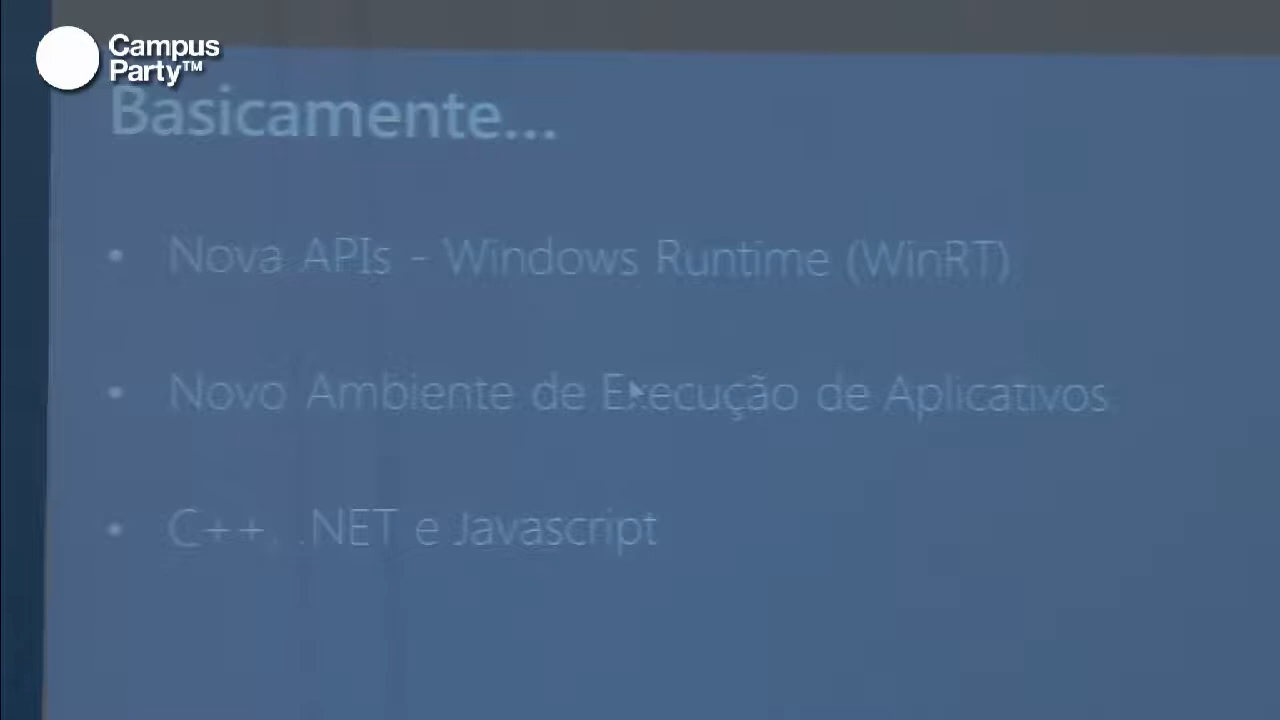 Campus
Party™
Basicamente...
• Nova APIs - Windows Runtime (WinRT)
• Novo Ambiente de Execução de Aplicativos
• C++, .NET e Javascript